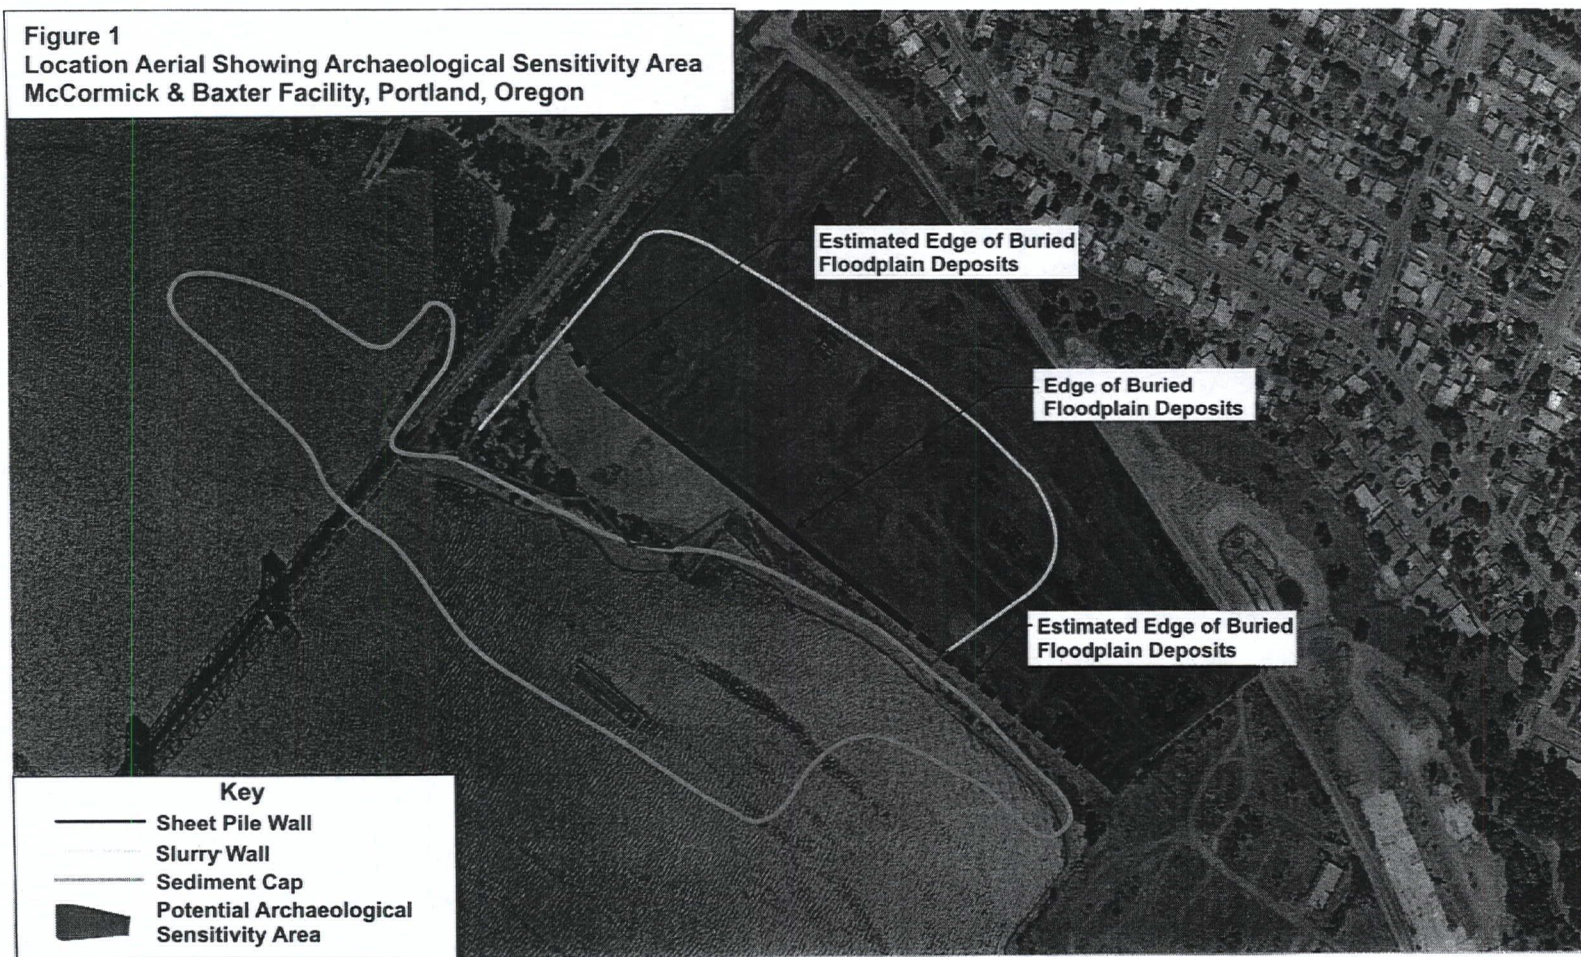 Figure 1
Location Aerial Showing Archaeological Sensitivity Area
McCormick & Baxter Facility, Portland, Oregon
Estimated Edge of Buried
Floodplain Deposits
Edge of Buried
Floodplain Deposits
Estimated Edge of Buried
Floodplain Deposits
Key
Sheet Pile Wall
Slurry Wall
Sediment Cap
Potential Archaeological
Sensitivity Area